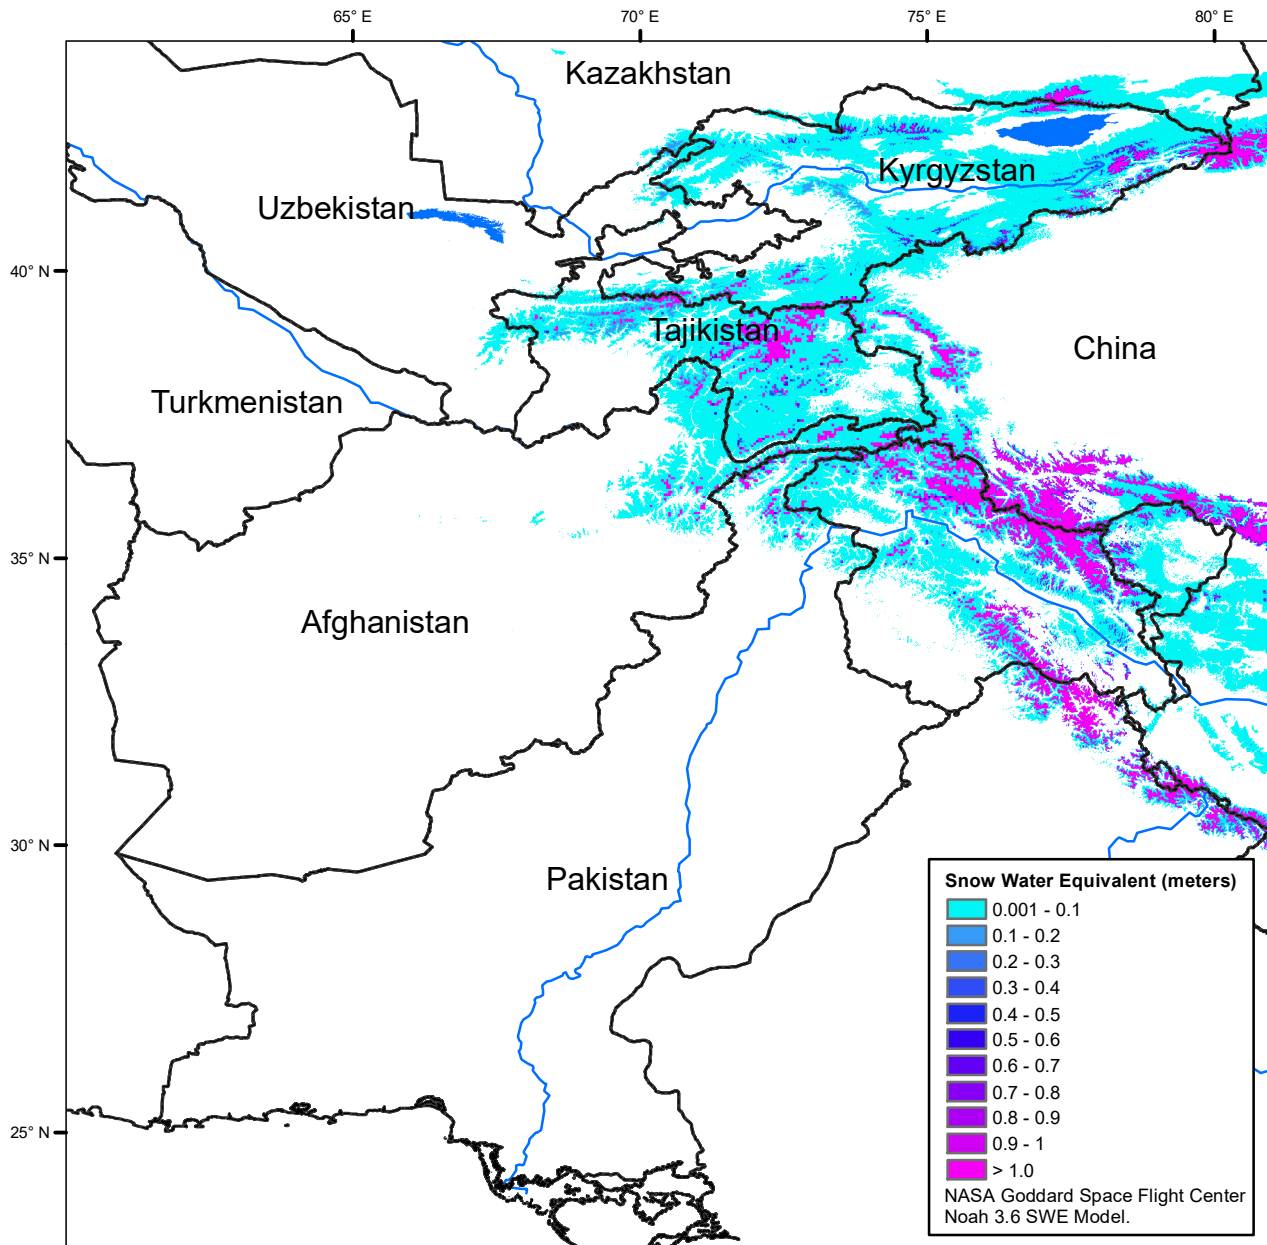 65° E
70° E
75° E
80° E
Kazakhstan
Kyrgyzstan
Uzbekistan
40° N
Tajikistan
China
Turkmenistan
35° N
Afghanistan
30° N
Pakistan
25° N
Snow Water Equivalent (meters)
0.001 - 0.1
0.1 - 0.2
0.2 - 0.3
0.3 - 0.4
0.4 - 0.5
0.5 - 0.6
0.6 - 0.7
0.7 - 0.8
0.8 - 0.9
0.9 - 1
> 1.0
NASA Goddard Space Flight Center
Noah 3.6 SWE Model.